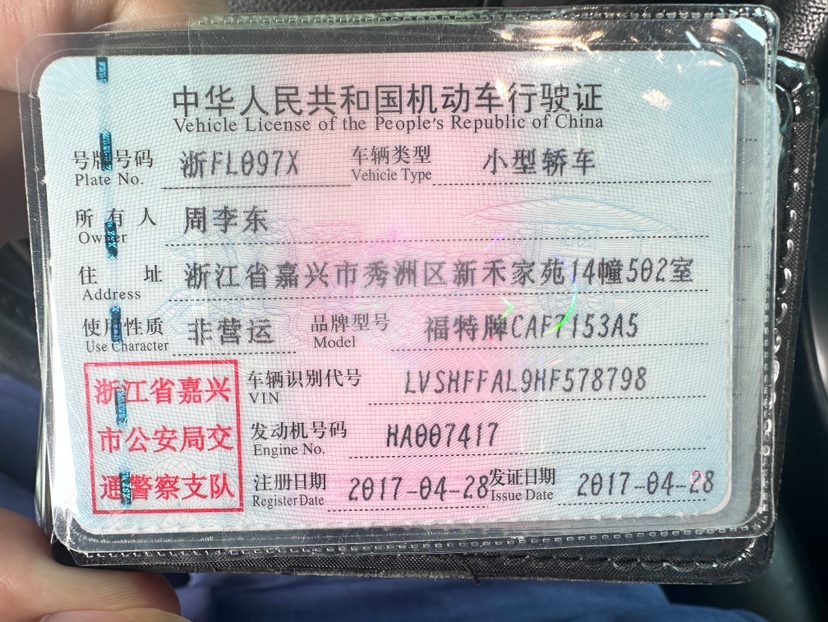 中华人民共和国机动车行驶证
Vehicle License of the People's Republic of China
号牌号码 浙FL097X 车辆类型 小型轿车
Plate No. Vehicle Type
所有人 周李东
Owner
住址 浙江省嘉兴市秀洲区新禾家苑14幢502室
Address
使用性质 非营运 品牌型号 福特牌CAF7153A5
Use Character Model
浙江省嘉兴
市公安局交
通警察支队
车辆识别代号 LVSHFFAL9HF578798
VIN
发动机号码 HA007417
Engine No.
注册日期 2017-04-28 发证日期 2017-04-28
Register Date Issue Date